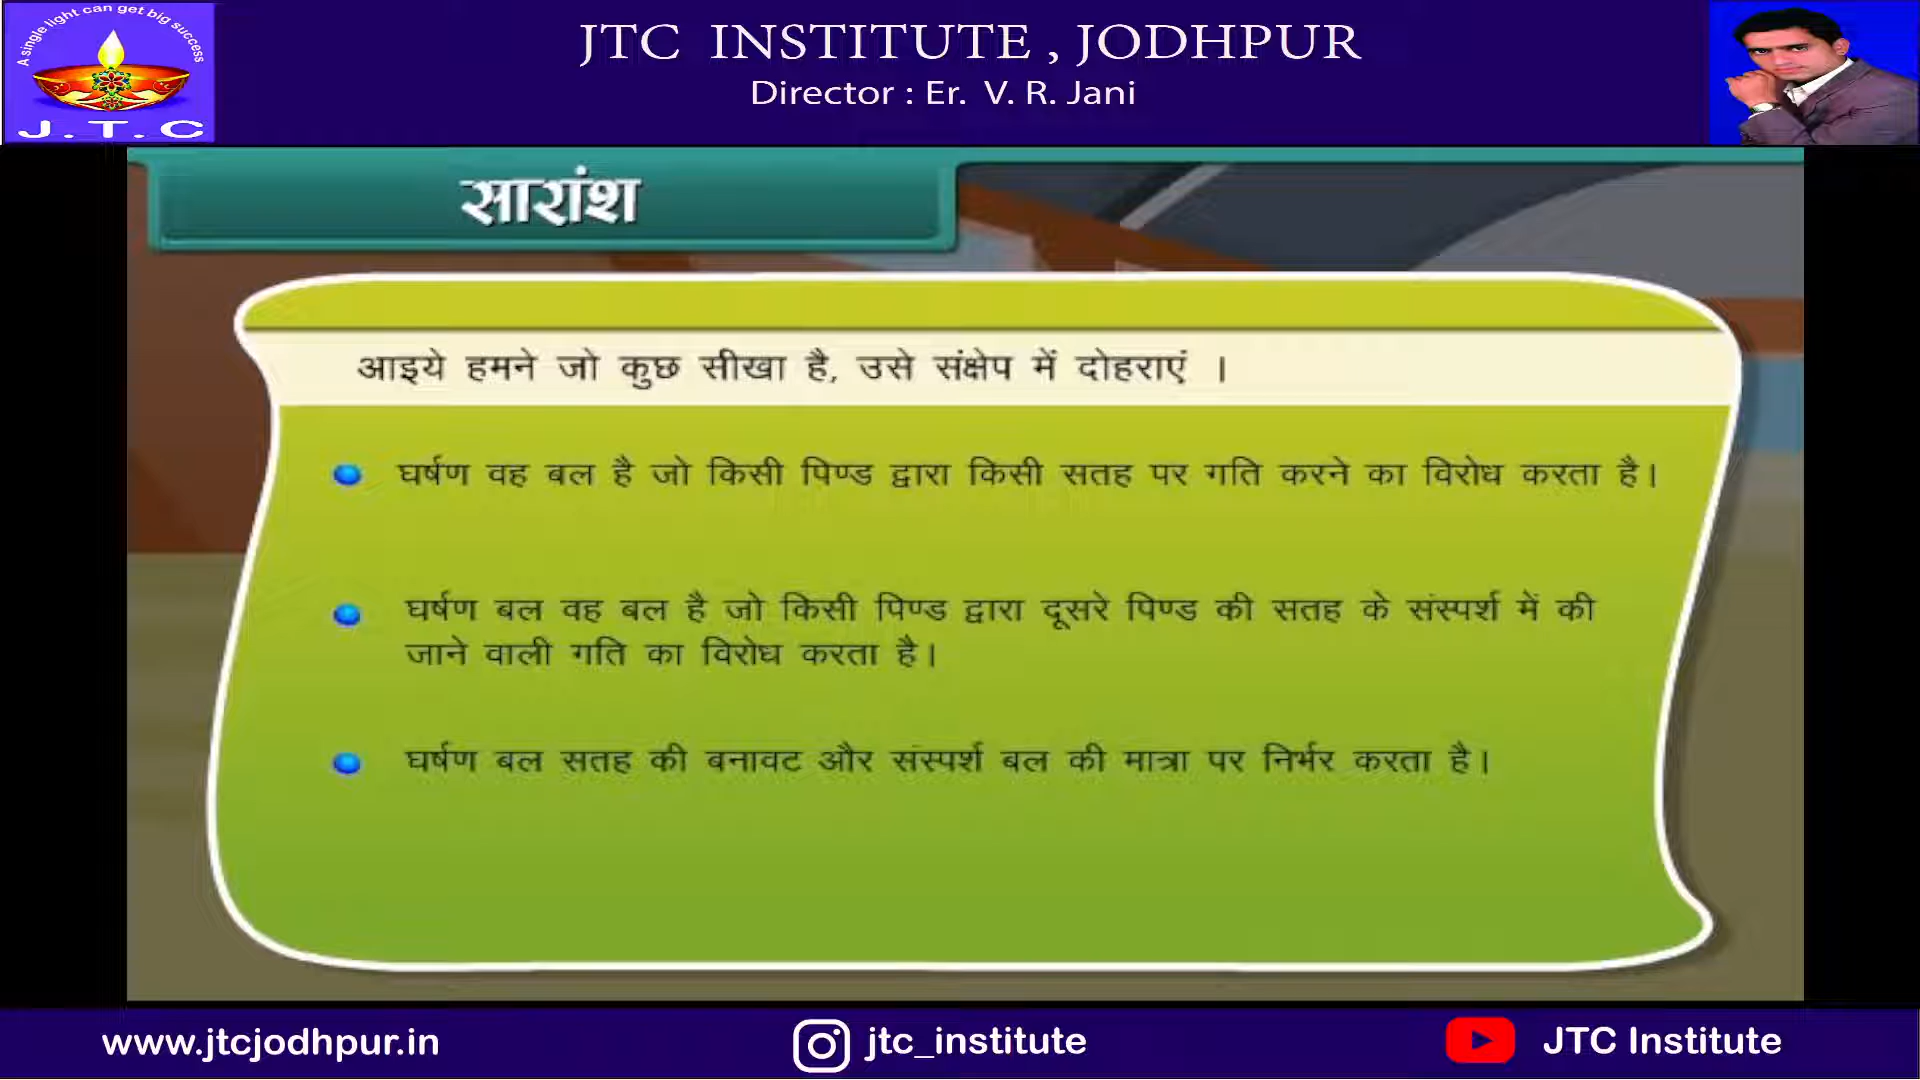 A single light can get big success
J.T.C
JTC INSTITUTE , JODHPUR
Director : Er. V. R. Jani
सारांश
आइये हमने जो कुछ सीखा है, उसे संक्षेप में दोहराएं ।
घर्षण वह बल है जो किसी पिण्ड द्वारा किसी सतह पर गति करने का विरोध करता है।
घर्षण बल वह बल है जो किसी पिण्ड द्वारा दूसरे पिण्ड की सतह के संस्पर्श में की
जाने वाली गति का विरोध करता है।
घर्षण बल सतह की बनावट और संस्पर्श बल की मात्रा पर निर्भर करता है।
www.jtcjodhpur.in
jtc_institute
JTC Institute